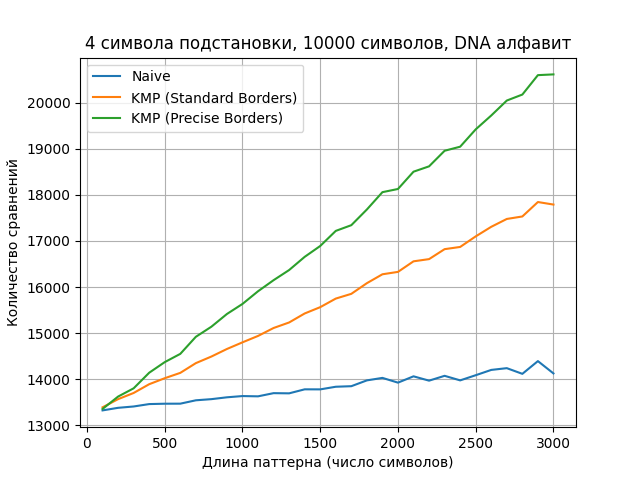 4 символа подстановки, 10000 символов, DNA алфавит
Naive
KMP (Standard Borders)
KMP (Precise Borders)
Количество сравнений
20000
19000
18000
17000
16000
15000
14000
13000
0 500 1000 1500 2000 2500 3000
Длина паттерна (число символов)